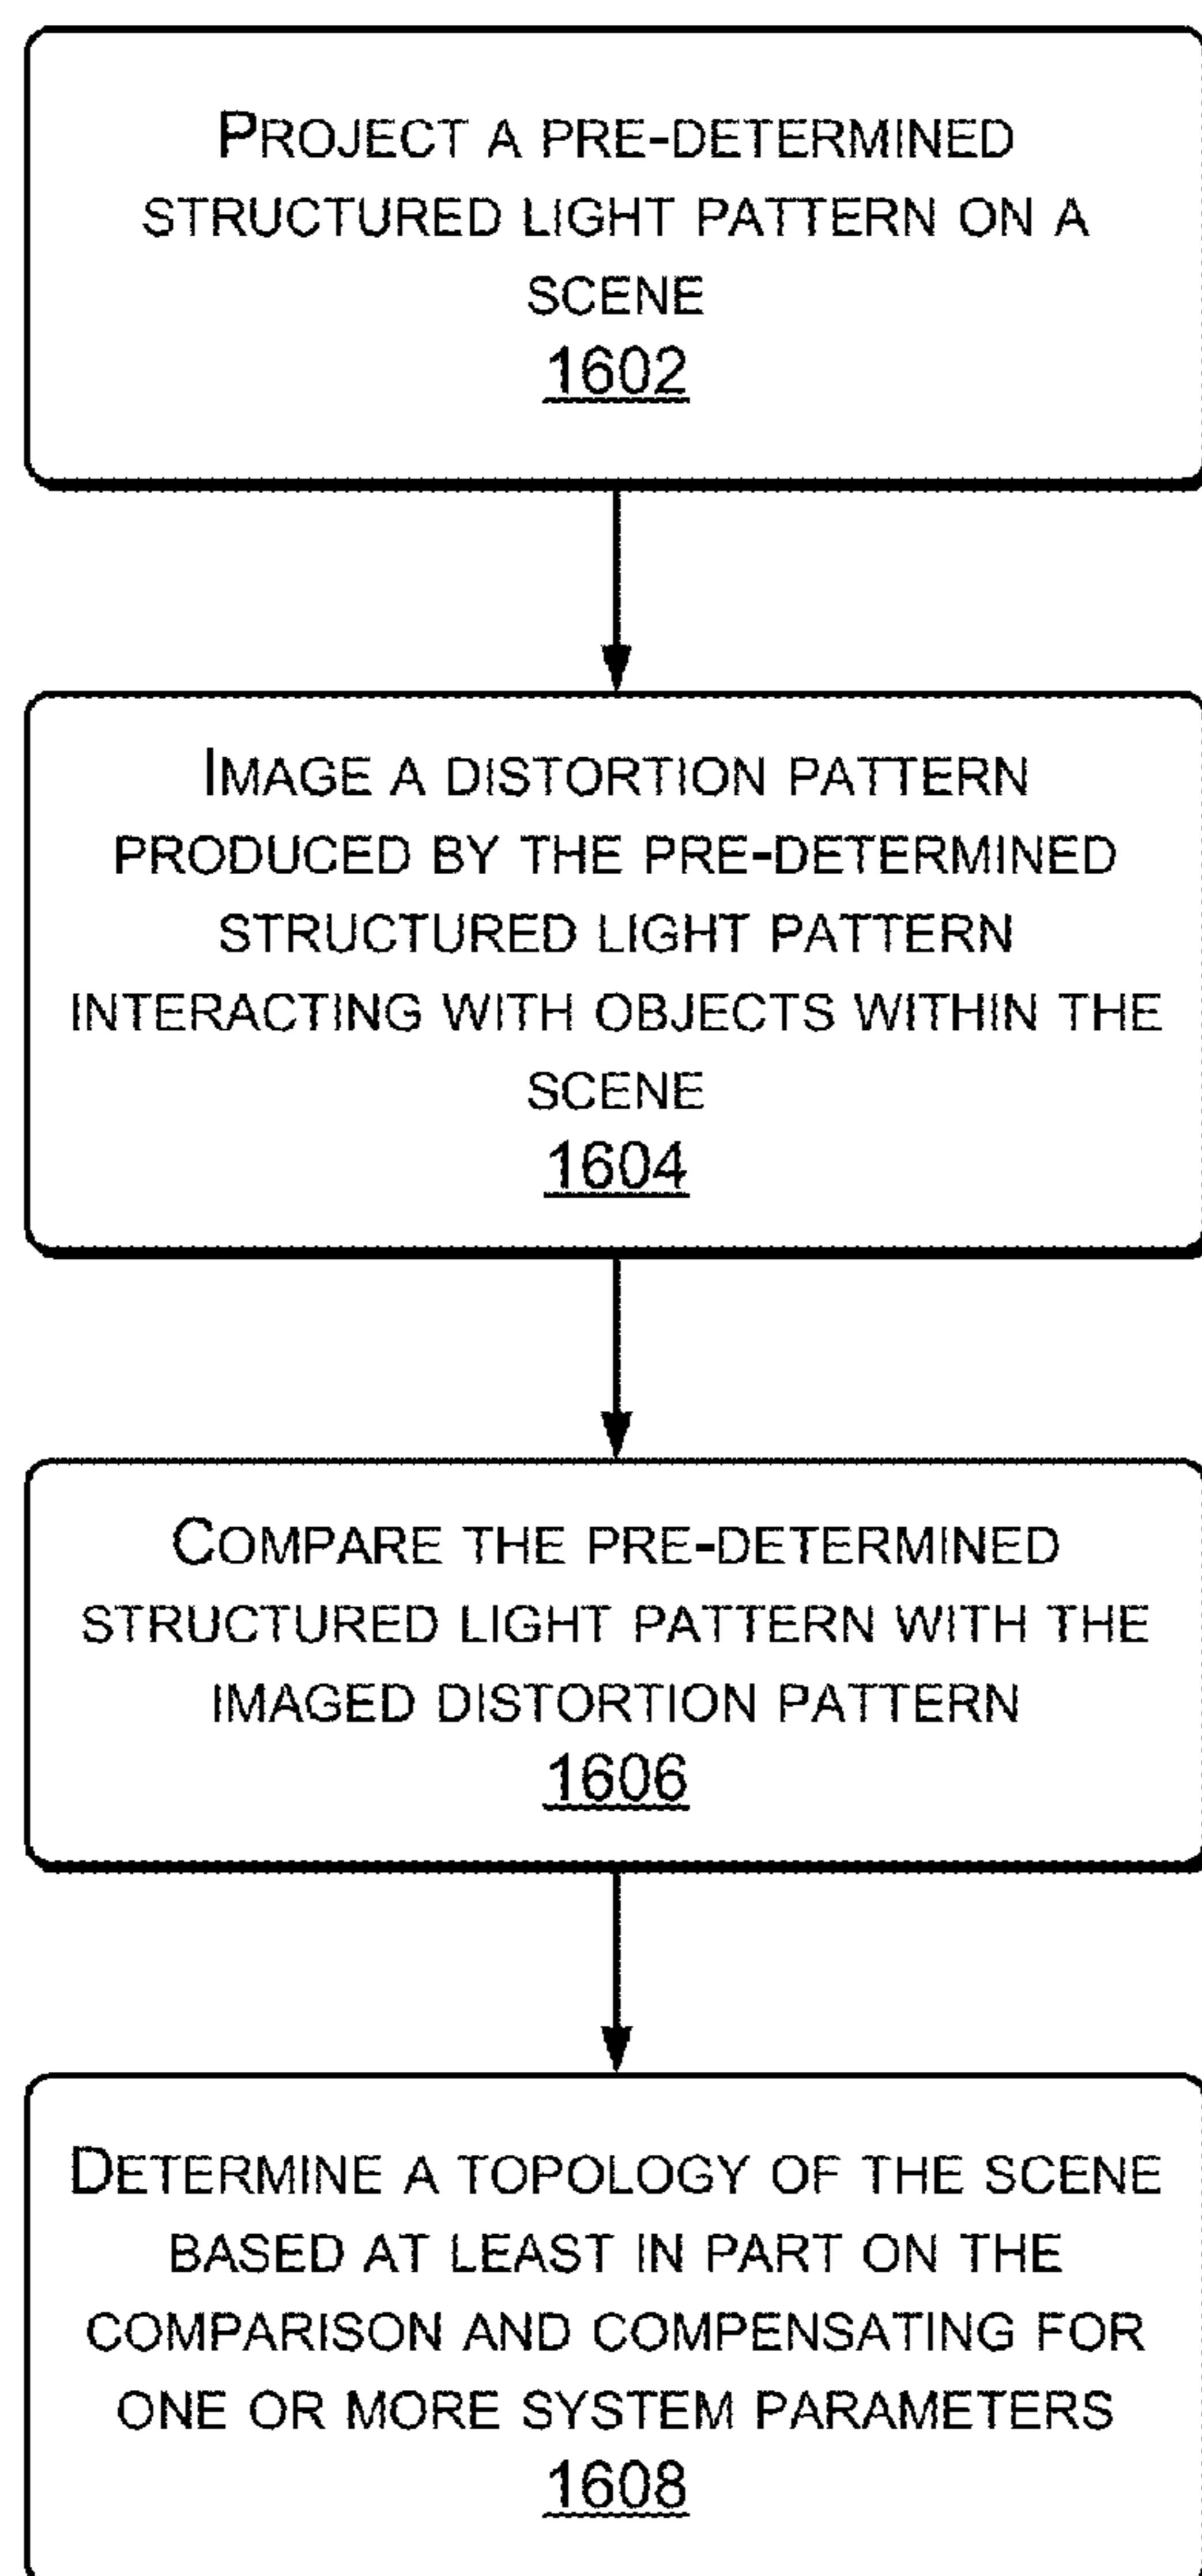 PROJECT A PRE-DETERMINED
STRUCTURED LIGHT PATTERN ON A
SCENE
1602
IMAGE A DISTORTION PATTERN
PRODUCED BY THE PRE-DETERMINED
STRUCTURED LIGHT PATTERN
INTERACTING WITH OBJECTS WITHIN THE
SCENE
1604
COMPARE THE PRE-DETERMINED
STRUCTURED LIGHT PATTERN WITH THE
IMAGED DISTORTION PATTERN
1606
DETERMINE A TOPOLOGY OF THE SCENE
BASED AT LEAST IN PART ON THE
COMPARISON AND COMPENSATING FOR
ONE OR MORE SYSTEM PARAMETERS
1608